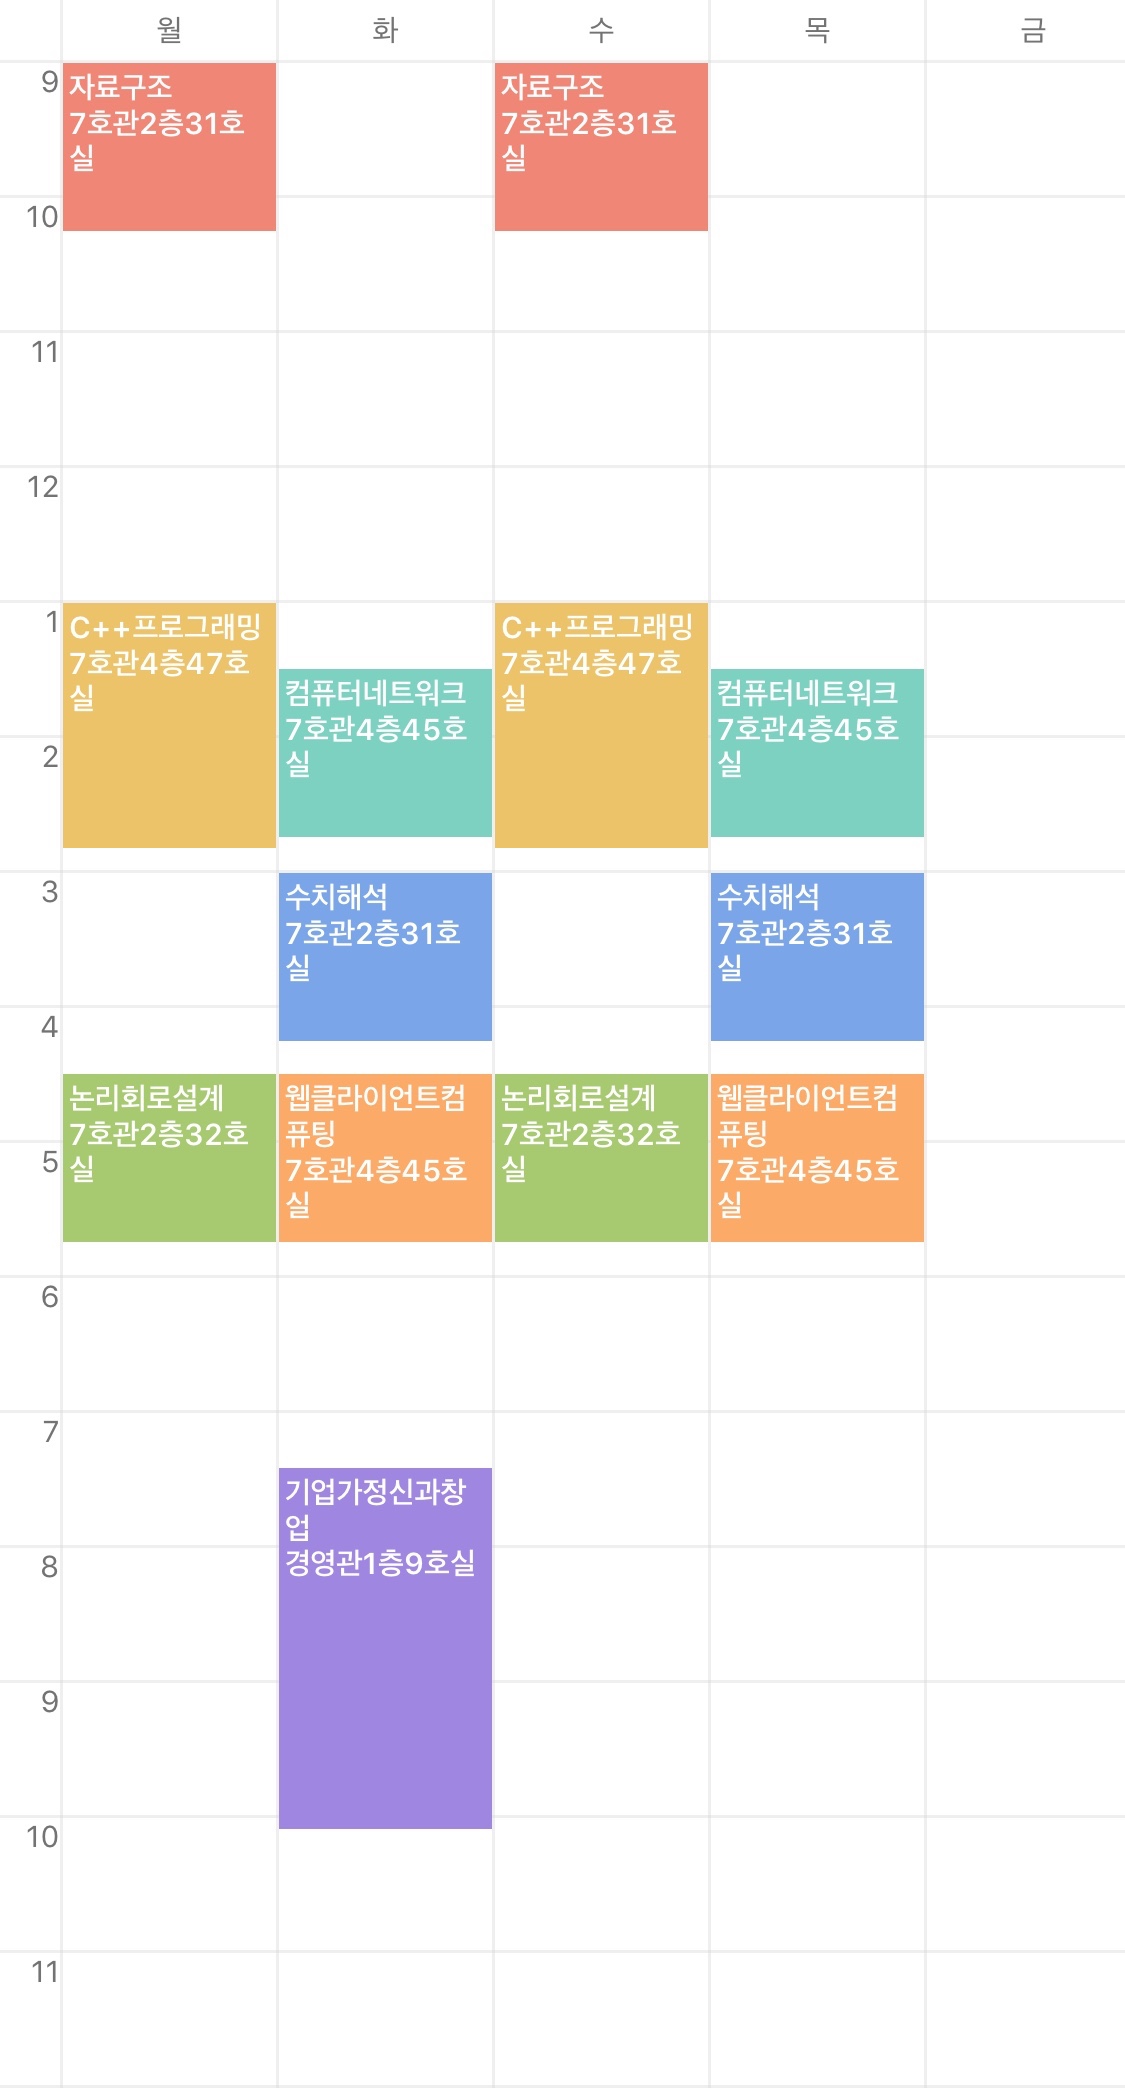 월 화 수 목 금
9
자료구조
7호관2층31호
실
자료구조
7호관2층31호
실
10
11
12
1
C++프로그래밍
7호관4층47호
실
C++프로그래밍
7호관4층47호
실
컴퓨터네트워크
7호관4층45호
실
컴퓨터네트워크
7호관4층45호
실
2
3
수치해석
7호관2층31호
실
수치해석
7호관2층31호
실
4
논리회로설계
7호관2층32호
실
웹클라이언트컴
퓨팅
7호관4층45호
실
논리회로설계
7호관2층32호
실
웹클라이언트컴
퓨팅
7호관4층45호
실
5
6
7
기업가정신과창
업
경영관1층9호실
8
9
10
11